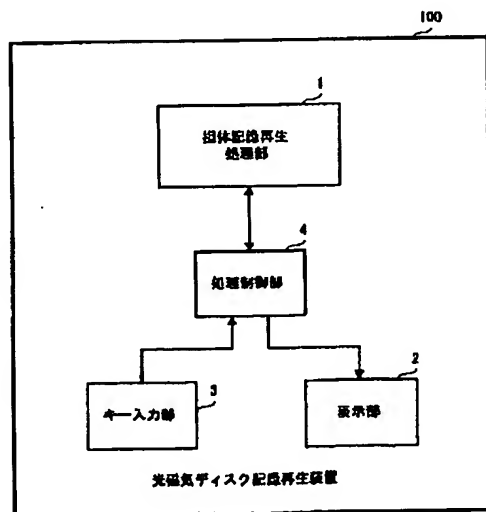 100
1
担体記録再生
処理部
4
処理制御部
3
キー入力部
2
表示部
光磁気ディスク記録再生装置